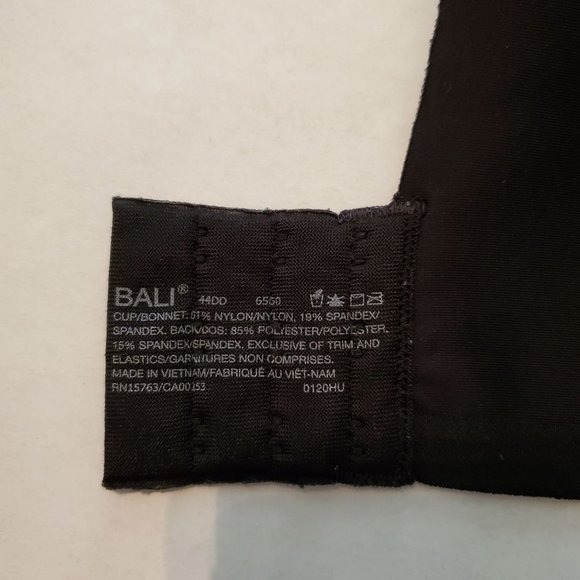 BALI® 44DD 6560
CUP/BONNET: 81% NYLON/NYLON, 19% SPANDEX/
SPANDEX. BACK/DOS: 85% POLYESTER/POLYESTER.
15% SPANDEX/SPANDEX. EXCLUSIVE OF TRIM AND
ELASTICS/GARNITURES NON COMPRISES.
MADE IN VIETNAM/FABRIQUÉ AU VIÊT-NAM
RN15763/CA00153 0120HU